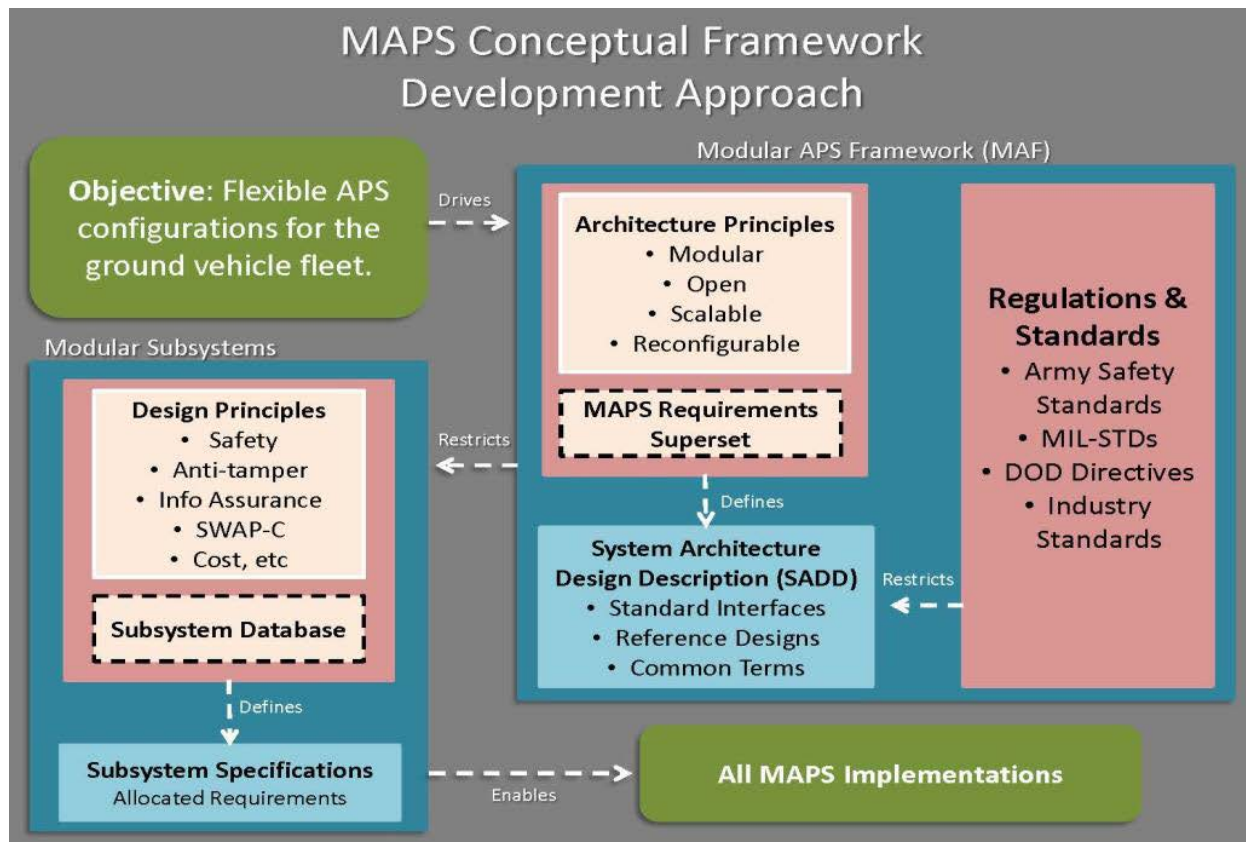 MAPS Conceptual Framework
Development Approach
Objective: Flexible APS
configurations for the
ground vehicle fleet.
Drives
Modular APS Framework (MAF)
Architecture Principles
• Modular
• Open
• Scalable
• Reconfigurable
MAPS Requirements
Superset
Defines
System Architecture
Design Description (SADD)
• Standard Interfaces
• Reference Designs
• Common Terms
Regulations &
Standards
• Army Safety
Standards
• MIL-STDs
• DOD Directives
• Industry
Standards
Restricts
Restricts
Modular Subsystems
Design Principles
• Safety
• Anti-tamper
• Info Assurance
• SWAP-C
• Cost, etc
Subsystem Database
Defines
Subsystem Specifications
Allocated Requirements
Enables
All MAPS Implementations